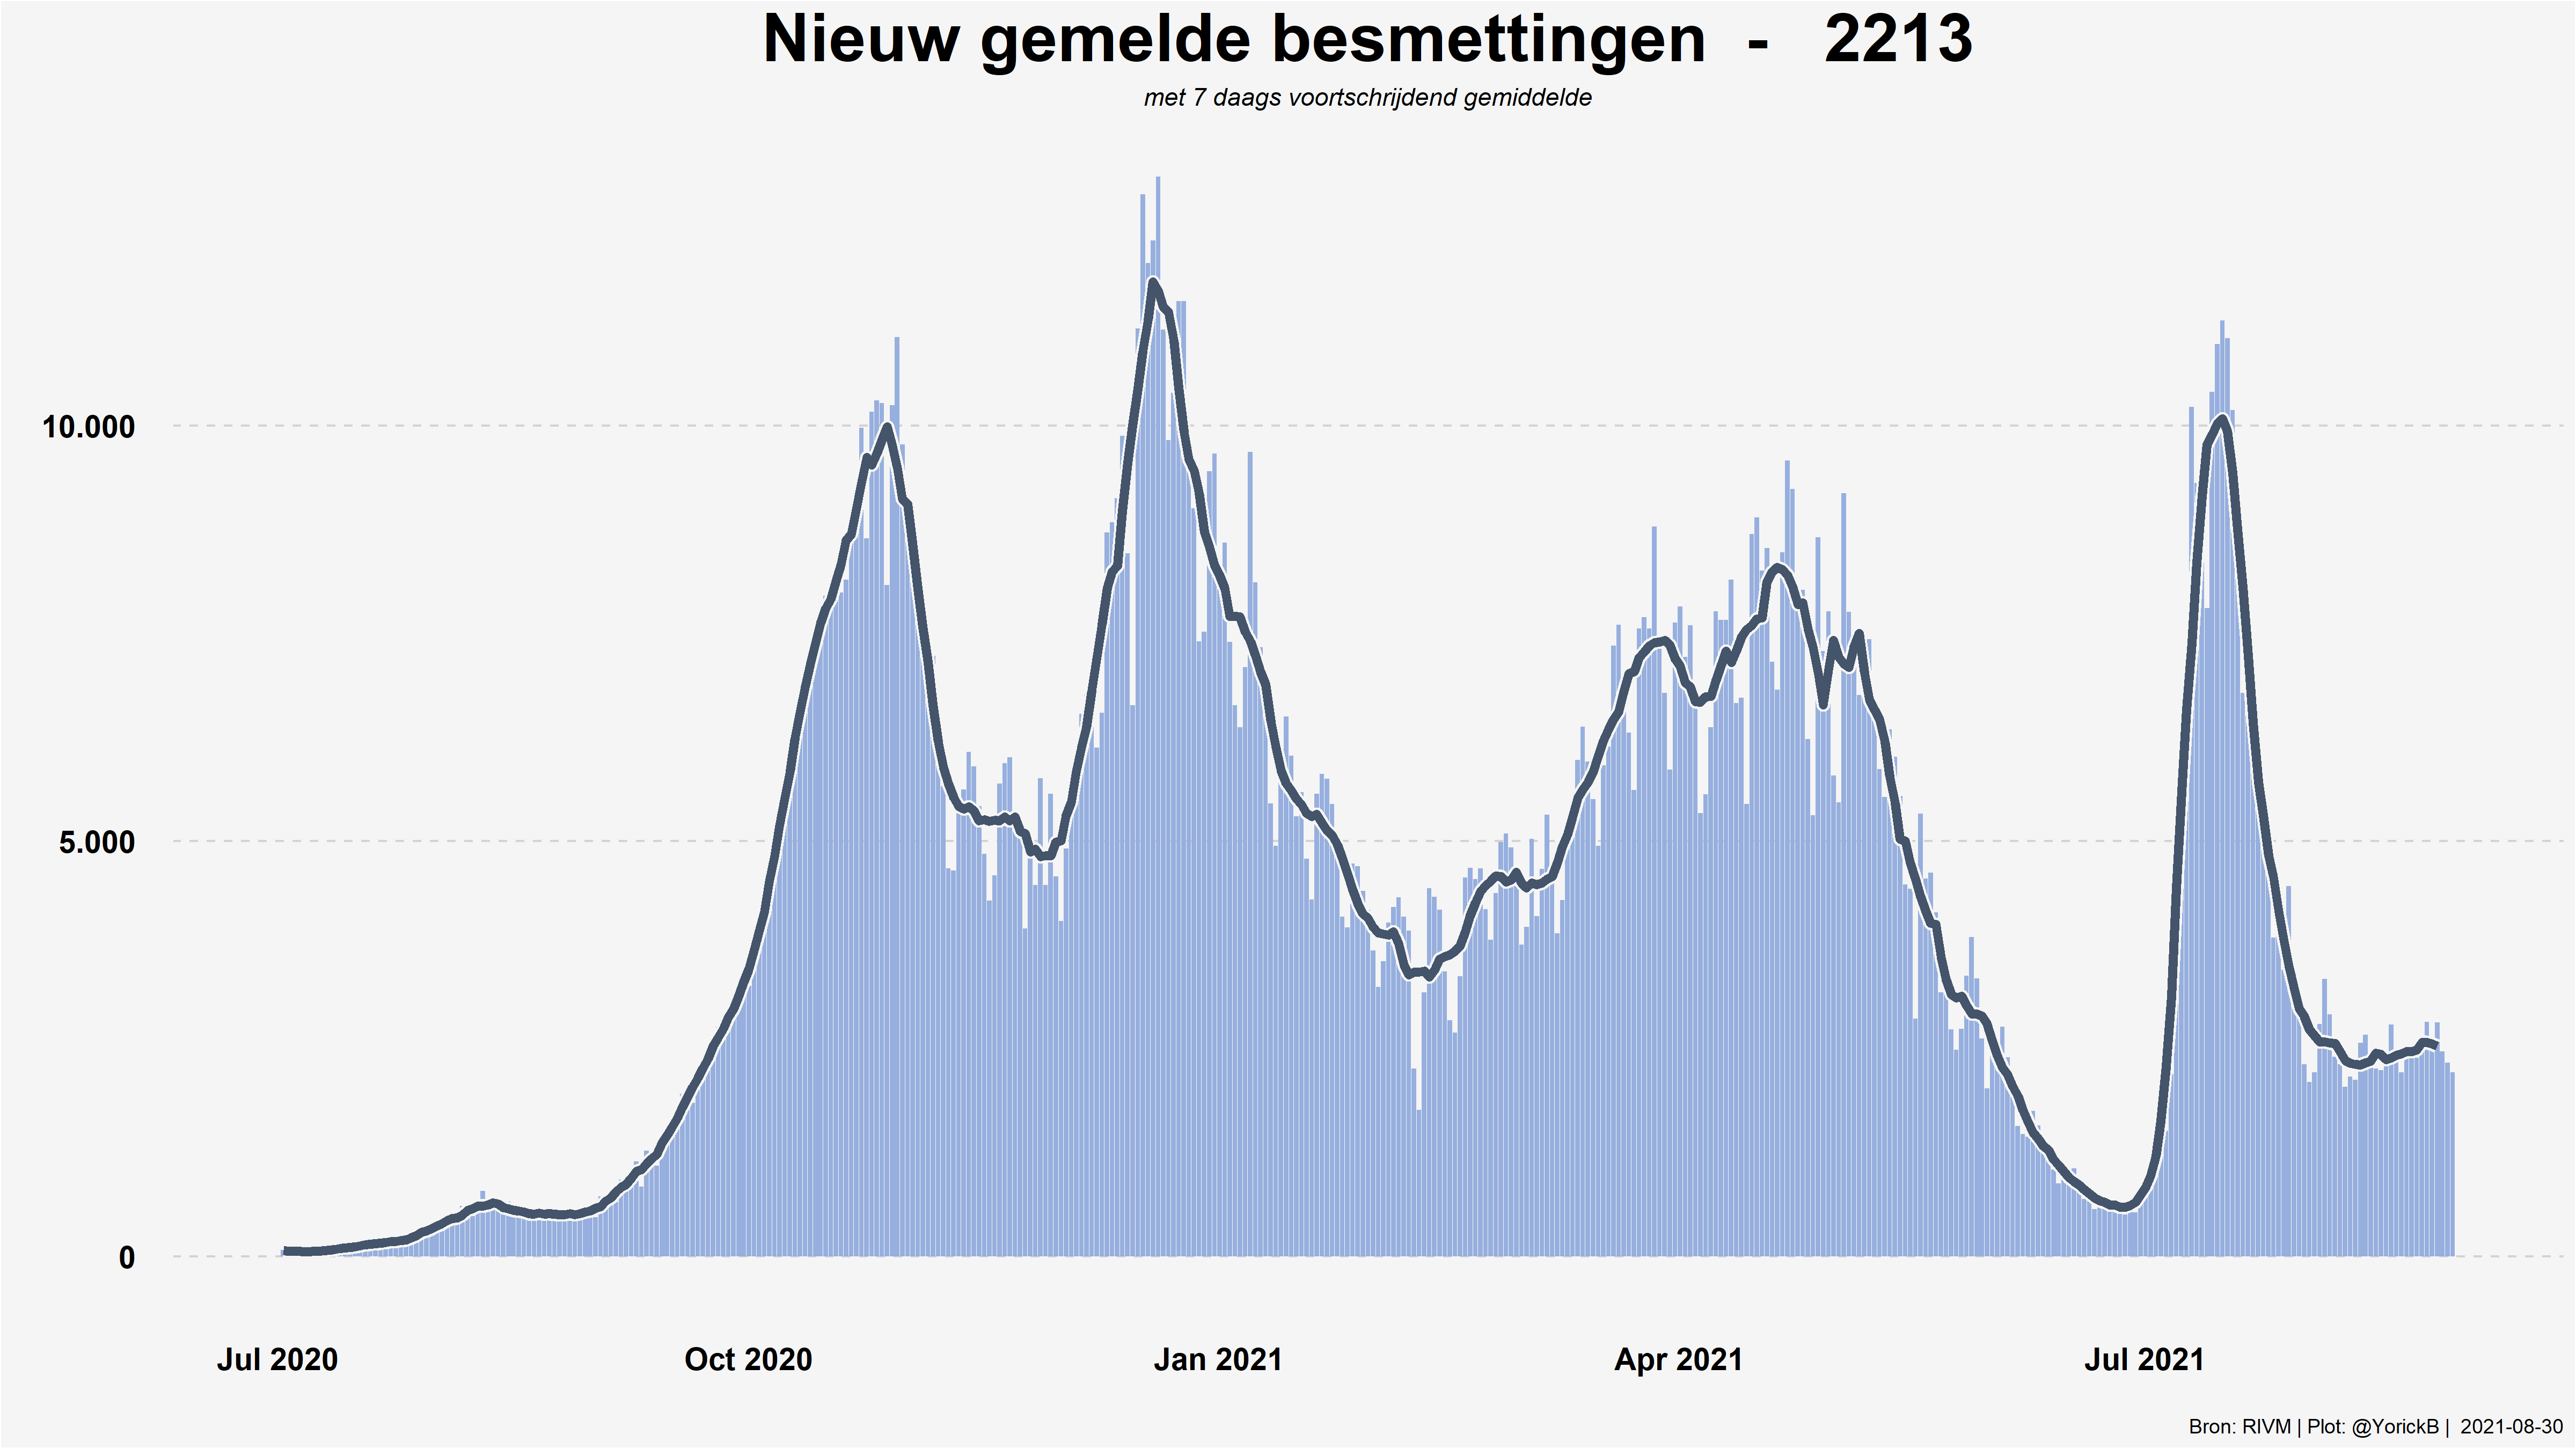 Nieuw gemelde besmettingen - 2213
met 7 daags voortschrijdend gemiddelde
10.000
5.000
0
Jul 2020 Oct 2020 Jan 2021 Apr 2021 Jul 2021
Bron: RIVM | Plot: @YorickB | 2021-08-30